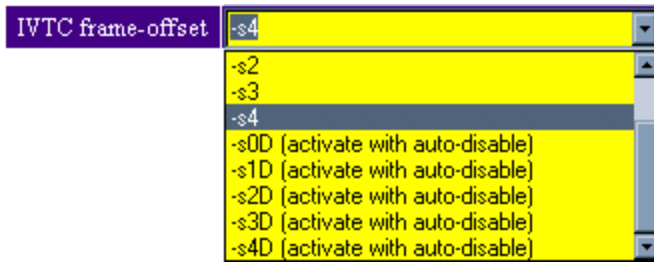 IVTC frame-offset -s4
-s2
-s3
-s4
-s0D (activate with auto-disable)
-s1D (activate with auto-disable)
-s2D (activate with auto-disable)
-s3D (activate with auto-disable)
-s4D (activate with auto-disable)